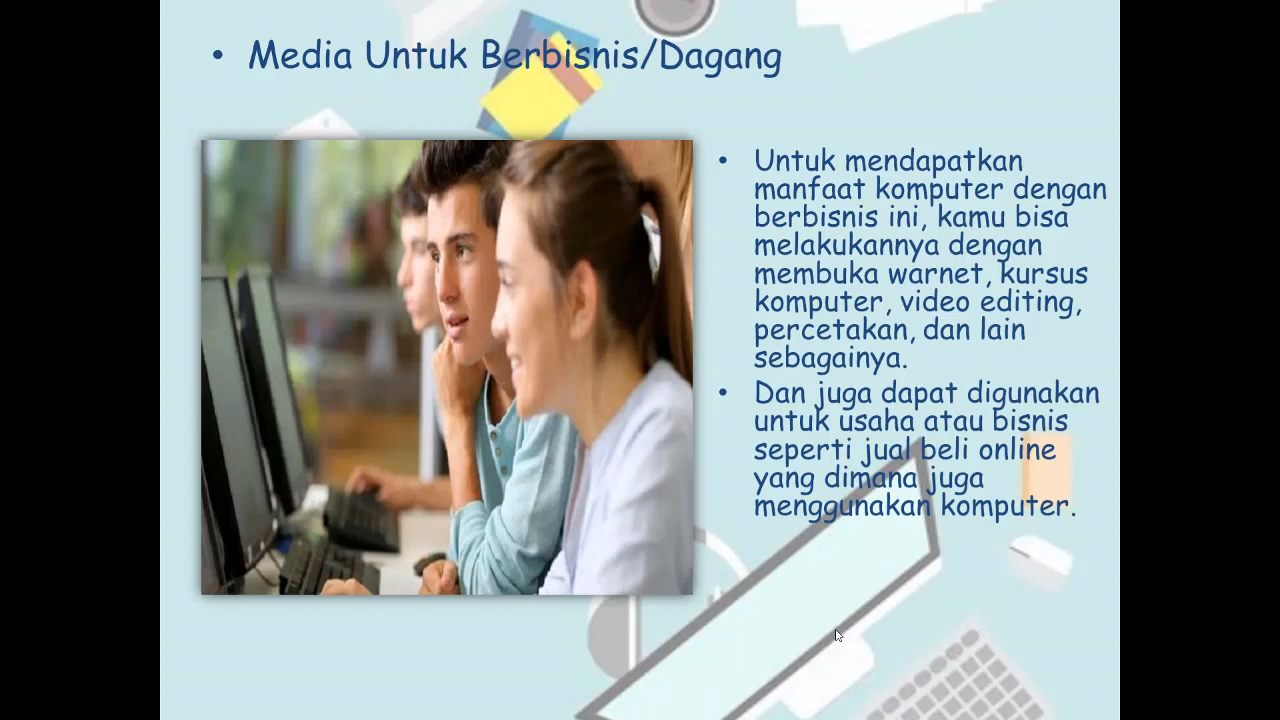 • Media Untuk Berbisnis/Dagang
• Untuk mendapatkan
manfaat komputer dengan
berbisnis ini, kamu bisa
melakukannya dengan
membuka warnet, kursus
komputer, video editing,
percetakan, dan lain
sebagainya.
• Dan juga dapat digunakan
untuk usaha atau bisnis
seperti jual beli online
yang dimana juga
menggunakan komputer.